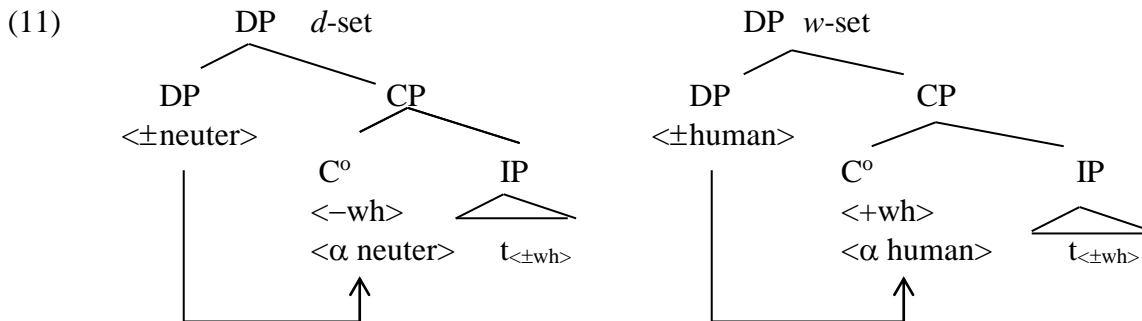 (11) DP d-set DP w-set
DP CP DP CP
<±neuter> <±human>
Cº IP Cº IP
<−wh> <+wh>
<α neuter> t<±wh> <α human> t<±wh>